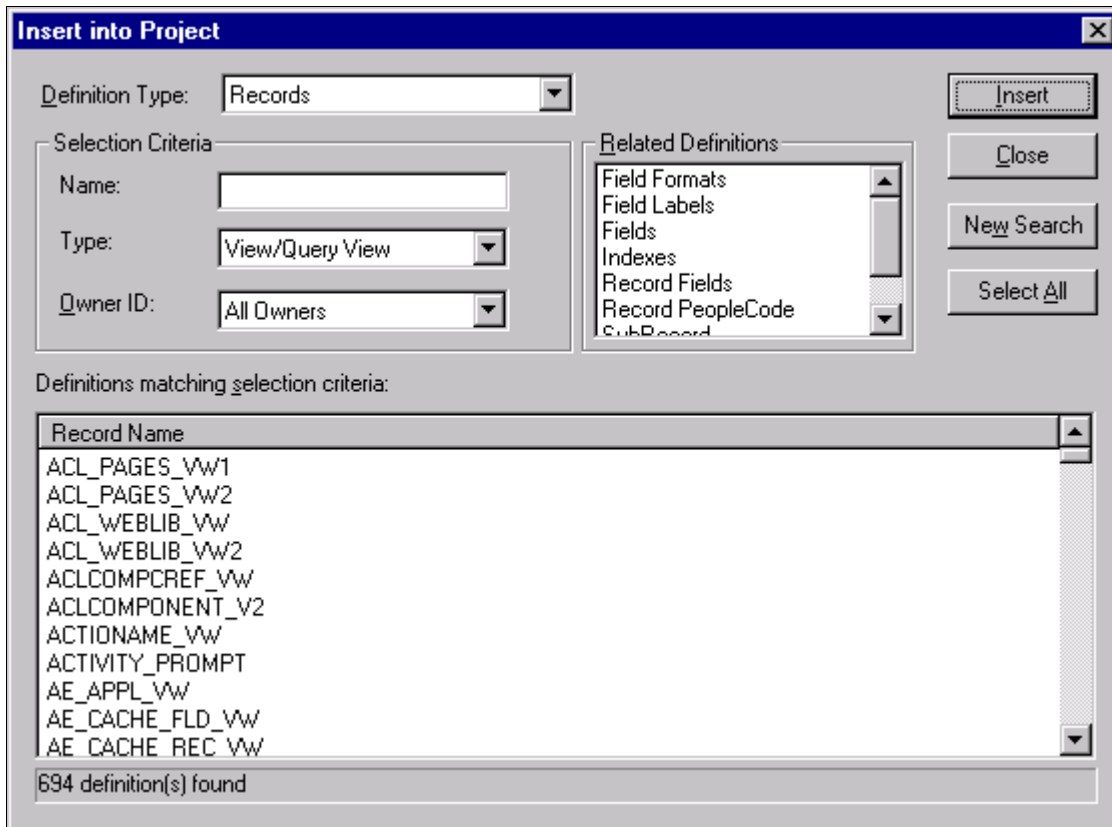 Insert into Project
Definition Type:
Records
Insert
Selection Criteria
Related Definitions
Close
Name:
Field Formats
Field Labels
Fields
Indexes
Record Fields
Record PeopleCode
SubRecord
New Search
Type:
View/Query View
Select All
Owner ID:
All Owners
Definitions matching selection criteria:
Record Name
ACL_PAGES_VW1
ACL_PAGES_VW2
ACL_WEBLIB_VW
ACL_WEBLIB_VW2
ACLCOMPCREF_VW
ACLCOMPONENT_V2
ACTIONAME_VW
ACTIVITY_PROMPT
AE_APPL_VW
AE_CACHE_FLD_VW
AE_CACHE_REC_VW
694 definition(s) found